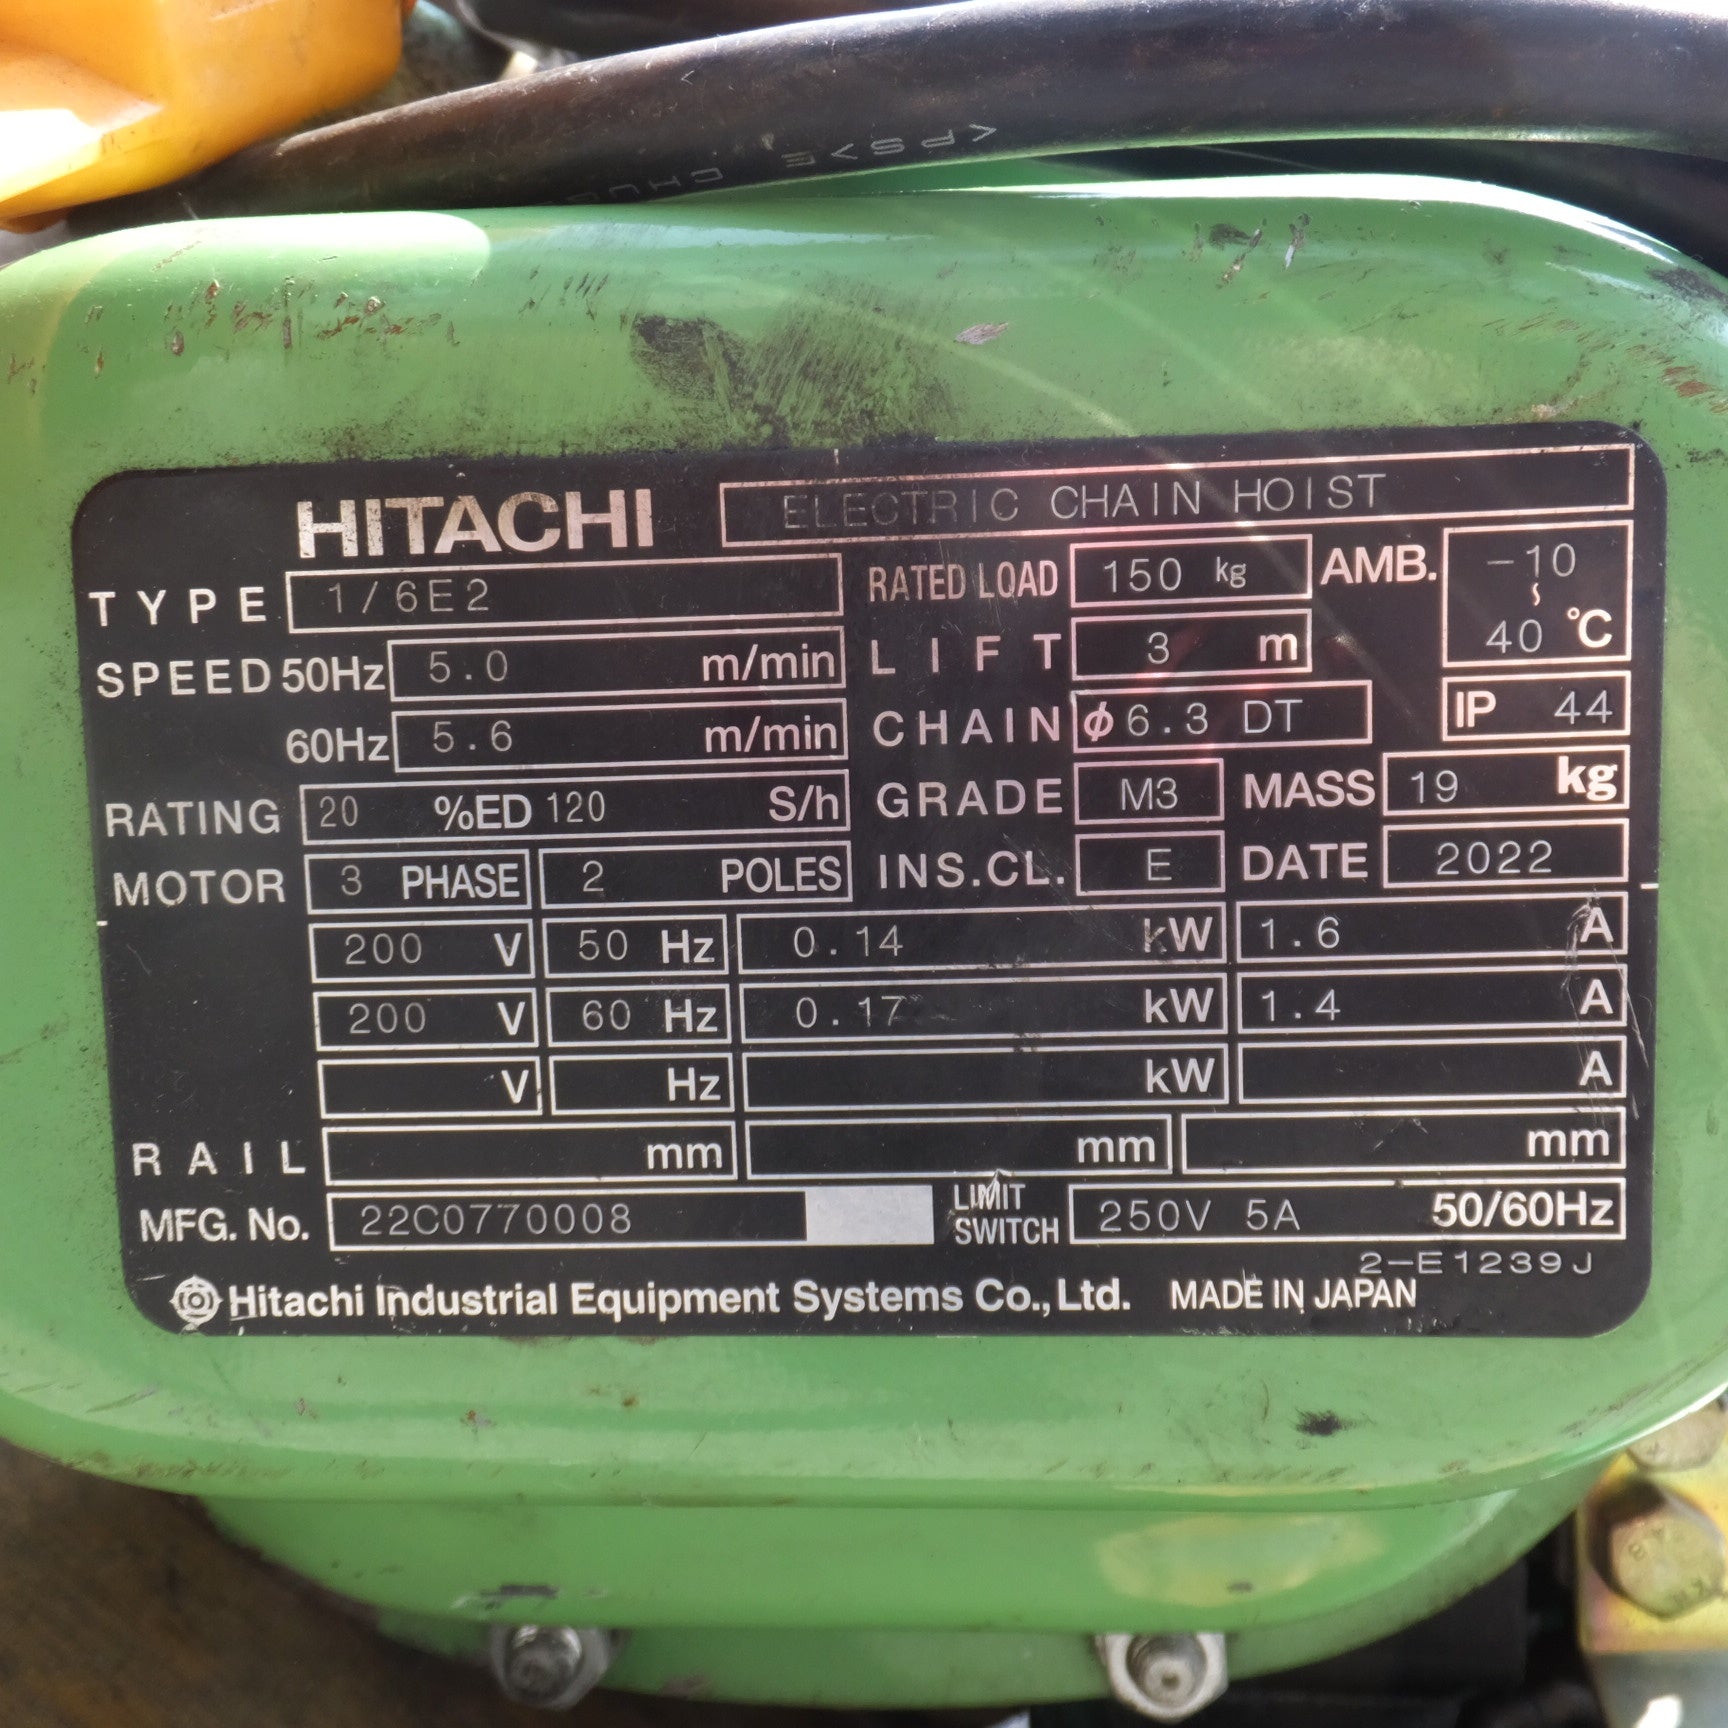 <PS>E
HITACHI ELECTRIC CHAIN HOIST
TYPE 1/6E2 RATED LOAD 150 kg AMB. -10 ~ 40 ℃
SPEED 50Hz 5.0 m/min LIFT 3 m
60Hz 5.6 m/min CHAIN φ6.3 DT IP 44
RATING 20 %ED 120 S/h GRADE M3 MASS 19 kg
MOTOR 3 PHASE 2 POLES INS.CL. E DATE 2022
200 V 50 Hz 0.14 kW 1.6 A
200 V 60 Hz 0.17 kW 1.4 A
V Hz kW A
RAIL mm mm mm
MFG. No. 22C0770008 LIMIT SWITCH 250V 5A 50/60Hz
2-E1239J
Hitachi Industrial Equipment Systems Co., Ltd. MADE IN JAPAN